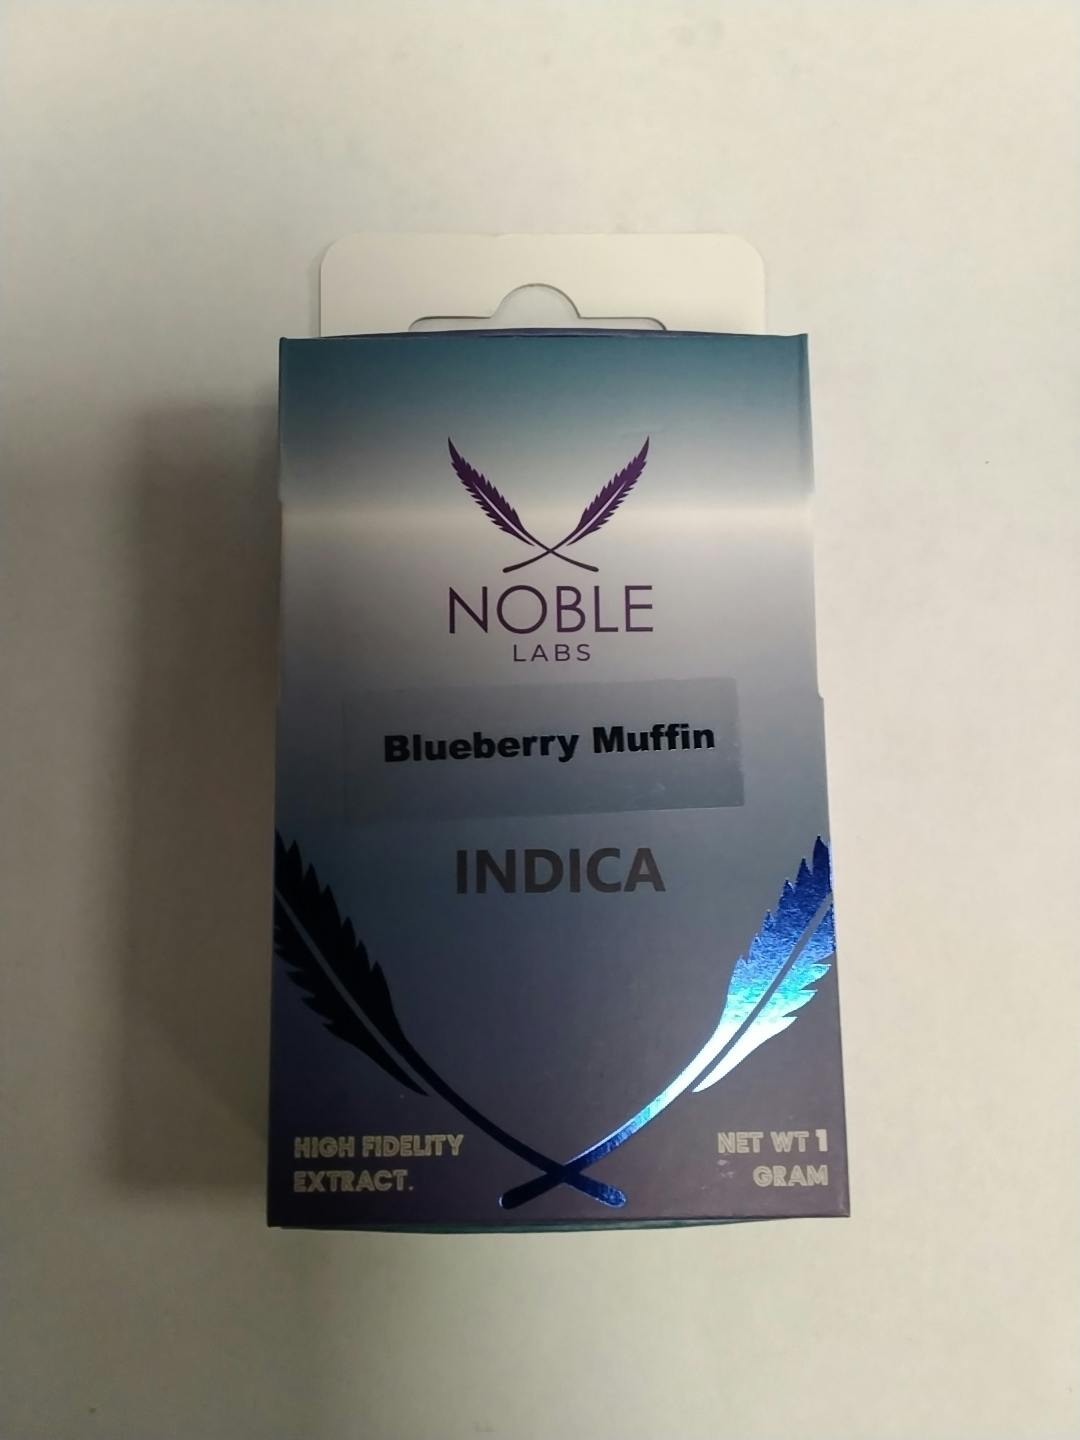 NOBLE
LABS
Blueberry Muffin
INDICA
HIGH FIDELITY
EXTRACT.
NET WT 1
GRAM